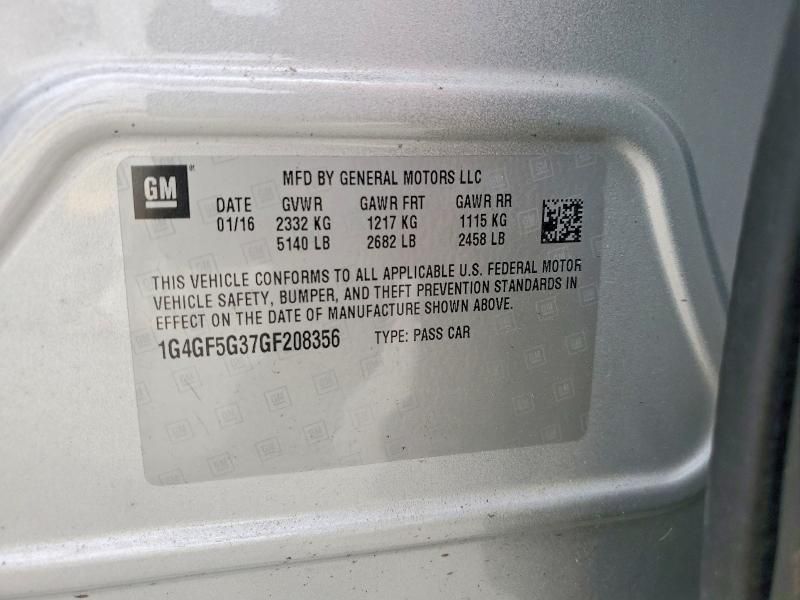 GM
MFD BY GENERAL MOTORS LLC
DATE GVWR GAWR FRT GAWR RR
01/16 2332 KG 1217 KG 1115 KG
5140 LB 2682 LB 2458 LB
THIS VEHICLE CONFORMS TO ALL APPLICABLE U.S. FEDERAL MOTOR
VEHICLE SAFETY, BUMPER, AND THEFT PREVENTION STANDARDS IN
EFFECT ON THE DATE OF MANUFACTURE SHOWN ABOVE.
1G4GF5G37GF208356 TYPE: PASS CAR